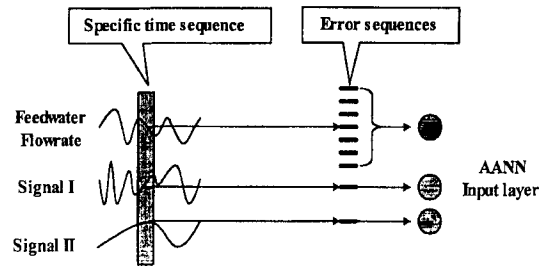 Specific time sequence
Error sequences
Feedwater
Flowrate
Signal I
AANN
Input layer
Signal II